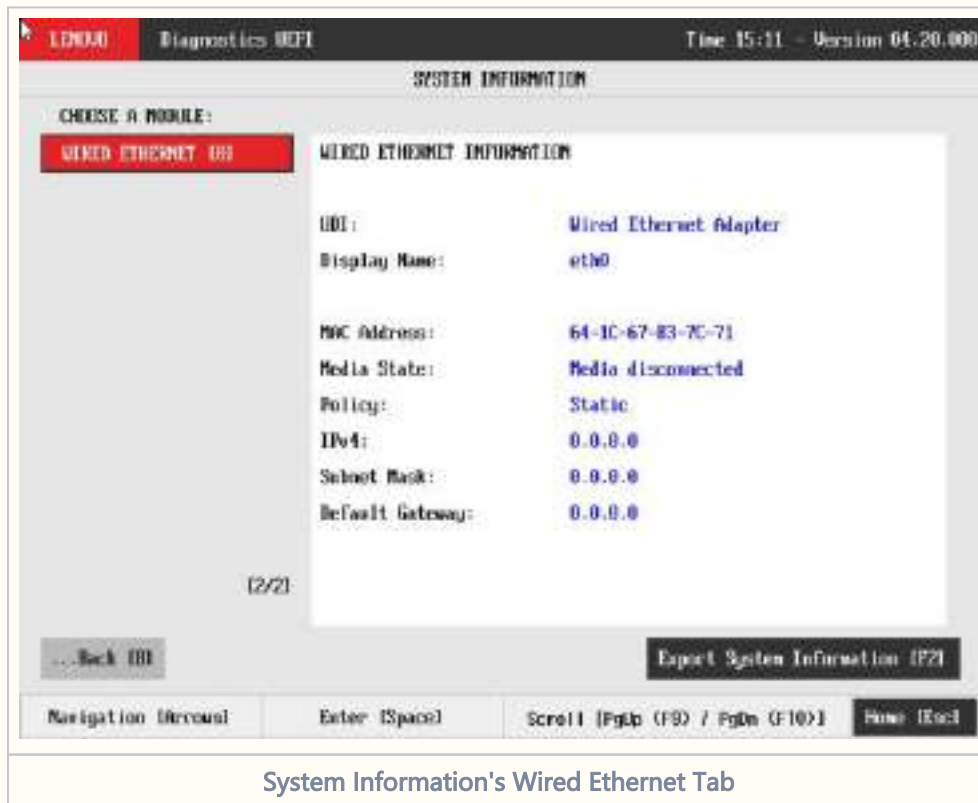 LENOVO Diagnostics UEFI Time 15:11 - Version 04.20.000
SYSTEM INFORMATION
CHOOSE A MODULE:
WIRED ETHERNET
WIRED ETHERNET INFORMATION
UDI: Wired Ethernet Adapter
Display Name: eth0
MAC Address: 64-1C-67-83-7C-71
Media State: Media disconnected
Policy: Static
IPv4: 0.0.0.0
Subnet Mask: 0.0.0.0
Default Gateway: 0.0.0.0
[2/2]
...Back [B]
Export System Information [F2]
Navigation [Arrows] Enter [Space] Scroll [PgUp (F9) / PgDn (F10)] Home [Esc]
System Information's Wired Ethernet Tab